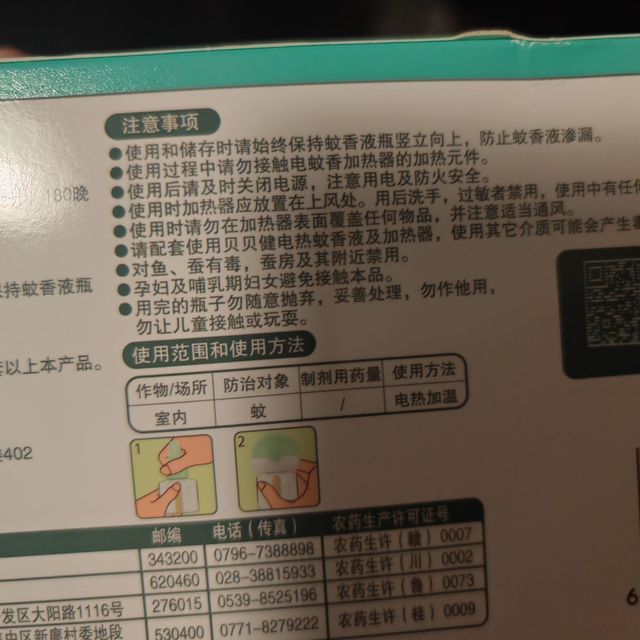 注意事项
●使用和储存时请始终保持蚊香液瓶竖立向上，防止蚊香液渗漏。
●使用过程中请勿接触电蚊香加热器的加热元件。
●使用后请及时关闭电源，注意用电及防火安全。
●使用时加热器应放置在上风处。用后洗手，过敏者禁用，使用中有任
●使用时请勿在加热器表面覆盖任何物品，并注意适当通风。
●请配套使用贝贝健电热蚊香液及加热器，使用其它介质可能会产生
●对鱼、蚕有毒，蚕房及其附近禁用。
●孕妇及哺乳期妇女避免接触本品。
●用完的瓶子勿随意抛弃，妥善处理，勿作他用，
勿让儿童接触或玩耍。
180晚
保持蚊香液瓶
以上本产品。
402
使用范围和使用方法
作物/场所 防治对象 制剂用药量 使用方法
室内 蚊 / 电热加温
1 2
邮编 电话（传真） 农药生产许可证号
343200 0796-7388898 农药生许（赣）0007
620460 028-38815933 农药生许（川）0002
发区大阳路1116号 276015 0539-8525196 农药生许（鲁）0073
区新廖村委地段 530400 0771-8279222 农药生许（桂）0009
6